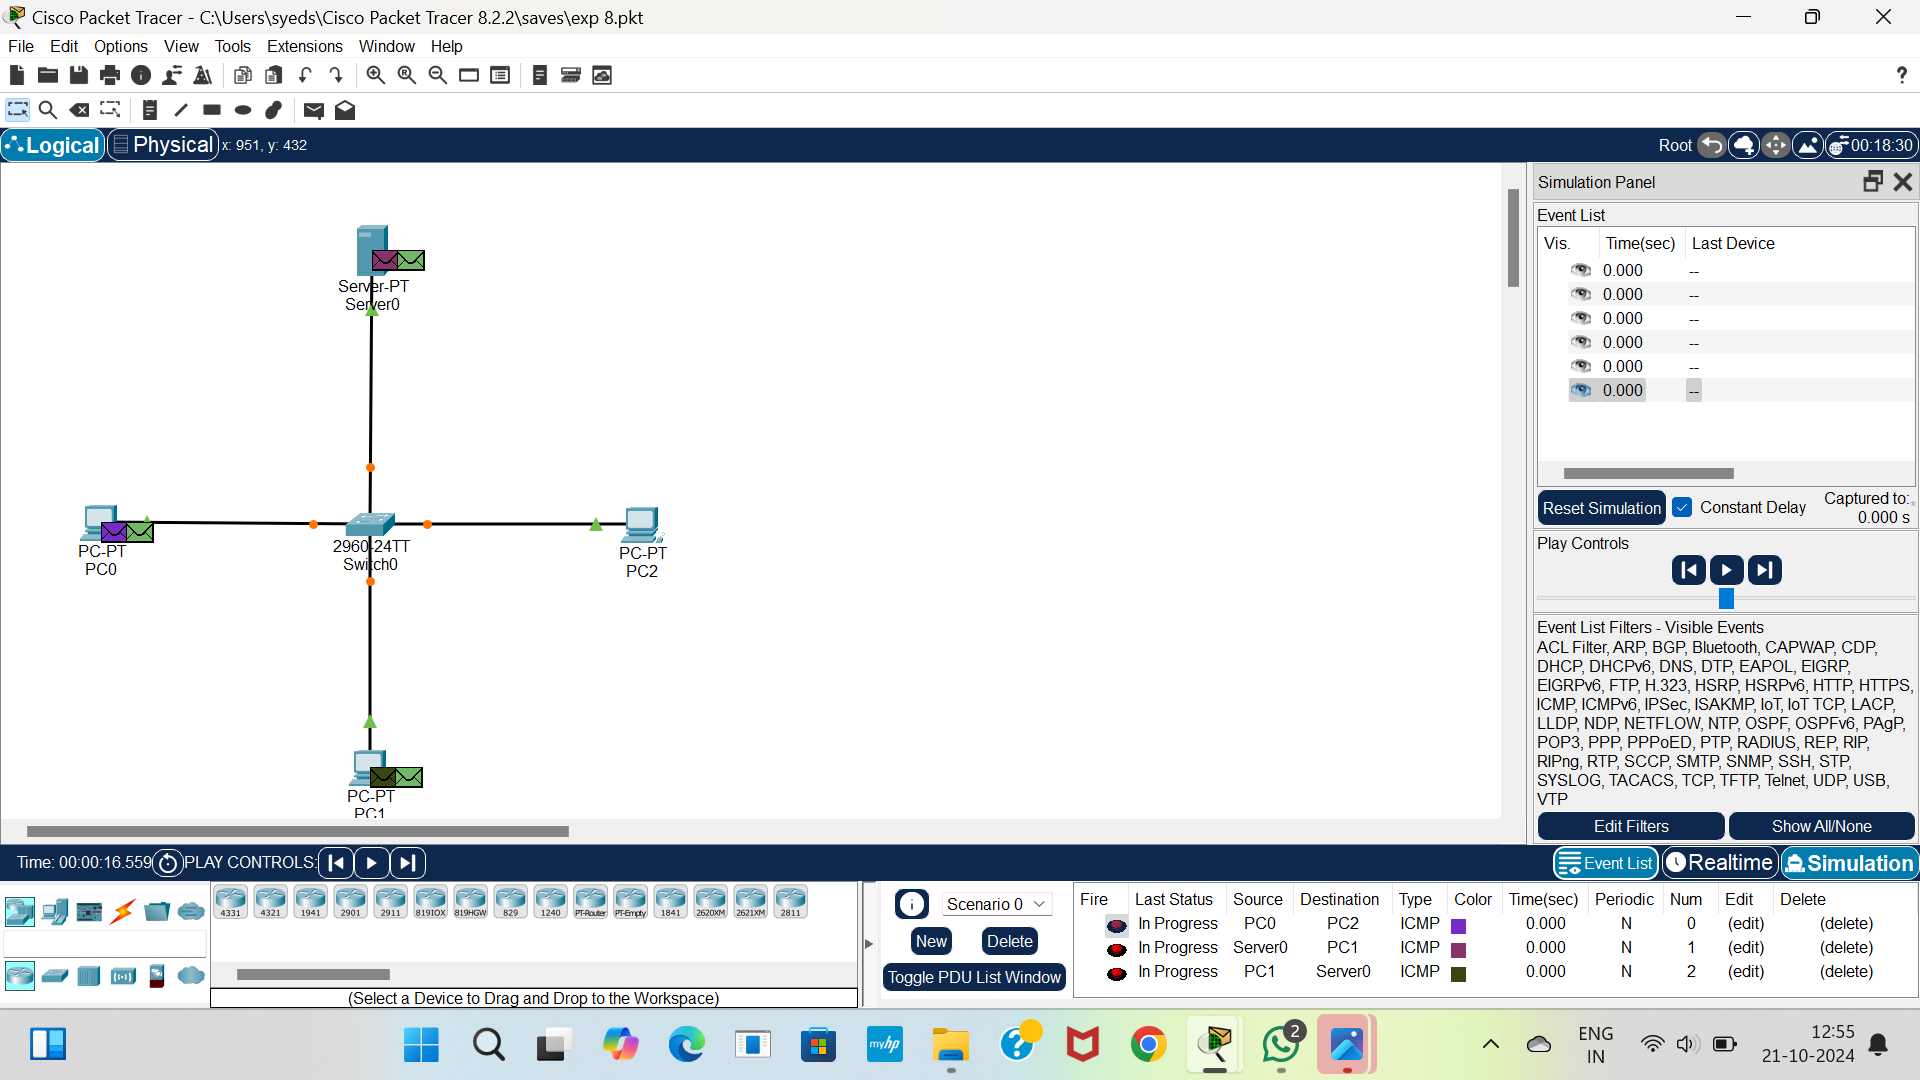 Cisco Packet Tracer - C:\Users\syeds\Cisco Packet Tracer 8.2.2\saves\exp 8.pkt
File Edit Options View Tools Extensions Window Help
?
Logical Physical x: 951, y: 432
Root 00:18:30
Simulation Panel
Event List
Vis. Time(sec) Last Device
0.000 --
0.000 --
0.000 --
0.000 --
0.000 --
0.000 --
Server-PT
Server0
PC-PT
PC0
2960-24TT
Switch0
PC-PT
PC2
PC-PT
PC1
Reset Simulation Constant Delay Captured to:
0.000 s
Play Controls
Event List Filters - Visible Events
ACL Filter, ARP, BGP, Bluetooth, CAPWAP, CDP,
DHCP, DHCPv6, DNS, DTP, EAPOL, EIGRP,
EIGRPv6, FTP, H.323, HSRP, HSRPv6, HTTP, HTTPS,
ICMP, ICMPv6, IPSec, ISAKMP, IoT, IoT TCP, LACP,
LLDP, NDP, NETFLOW, NTP, OSPF, OSPFv6, PAgP,
POP3, PPP, PPPoED, PTP, RADIUS, REP, RIP,
RIPng, RTP, SCCP, SMTP, SNMP, SSH, STP,
SYSLOG, TACACS, TCP, TFTP, Telnet, UDP, USB,
VTP
Edit Filters Show All/None
Time: 00:00:16.559 PLAY CONTROLS:
Event List Realtime Simulation
4331 4321 1941 2901 2911 819IOX 819HGW 829 1240 PT-Router PT-Empty 1841 2620XM 2621XM 2811
(Select a Device to Drag and Drop to the Workspace)
Scenario 0
New Delete
Toggle PDU List Window
Fire Last Status Source Destination Type Color Time(sec) Periodic Num Edit Delete
In Progress PC0 PC2 ICMP 0.000 N 0 (edit) (delete)
In Progress Server0 PC1 ICMP 0.000 N 1 (edit) (delete)
In Progress PC1 Server0 ICMP 0.000 N 2 (edit) (delete)
myhp
2
ENG
IN
12:55
21-10-2024